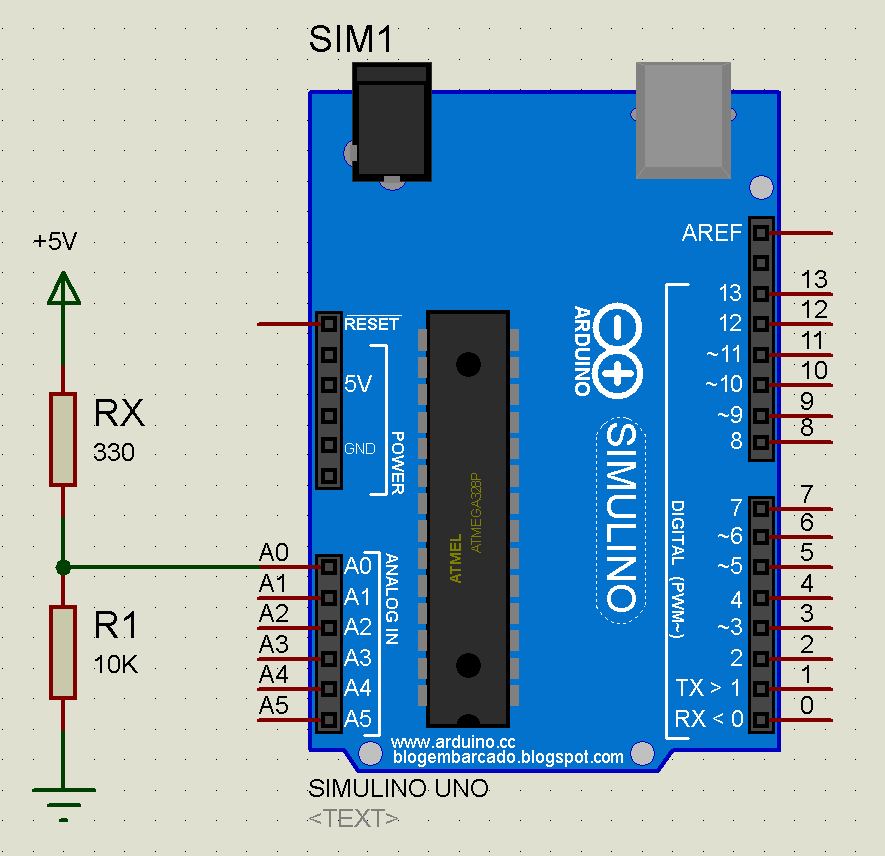 SIM1
+5V
RX
330
R1
10K
RESET
5V
GND
POWER
A0
A1
A2
A3
A4
A5
A0
A1
A2
A3
A4
A5
ANALOG IN
ATMEL
ATMEGA328P
ARDUINO
SIMULINO
AREF
13
12
~11
~10
~9
8
7
~6
~5
4
~3
2
TX > 1
RX < 0
DIGITAL (PWM~)
13
12
11
10
9
8
7
6
5
4
3
2
1
0
www.arduino.cc
blogembarcado.blogspot.com
SIMULINO UNO
<TEXT>